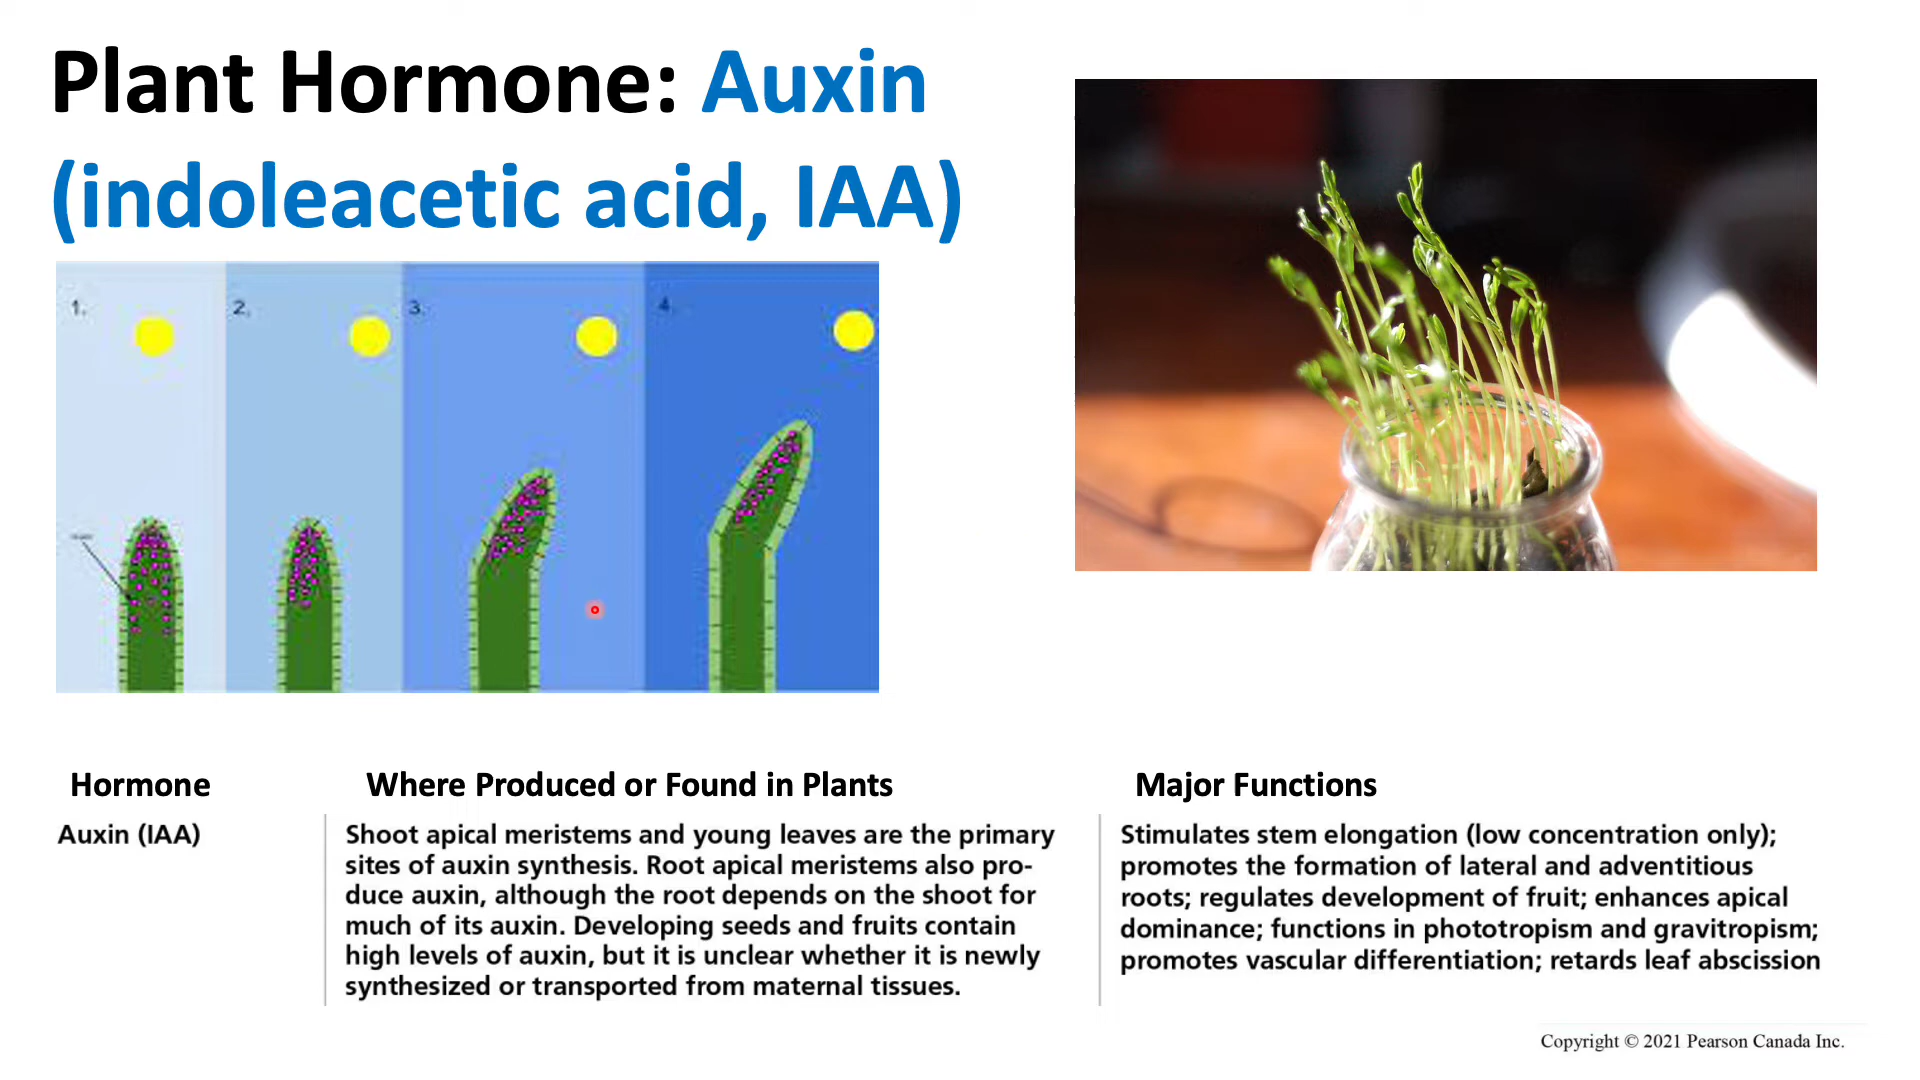 Plant Hormone: Auxin
(indoleacetic acid, IAA)
1.
2.
3.
4.
Hormone
Where Produced or Found in Plants
Major Functions
Auxin (IAA)
Shoot apical meristems and young leaves are the primary
sites of auxin synthesis. Root apical meristems also pro-
duce auxin, although the root depends on the shoot for
much of its auxin. Developing seeds and fruits contain
high levels of auxin, but it is unclear whether it is newly
synthesized or transported from maternal tissues.
Stimulates stem elongation (low concentration only);
promotes the formation of lateral and adventitious
roots; regulates development of fruit; enhances apical
dominance; functions in phototropism and gravitropism;
promotes vascular differentiation; retards leaf abscission
Copyright © 2021 Pearson Canada Inc.